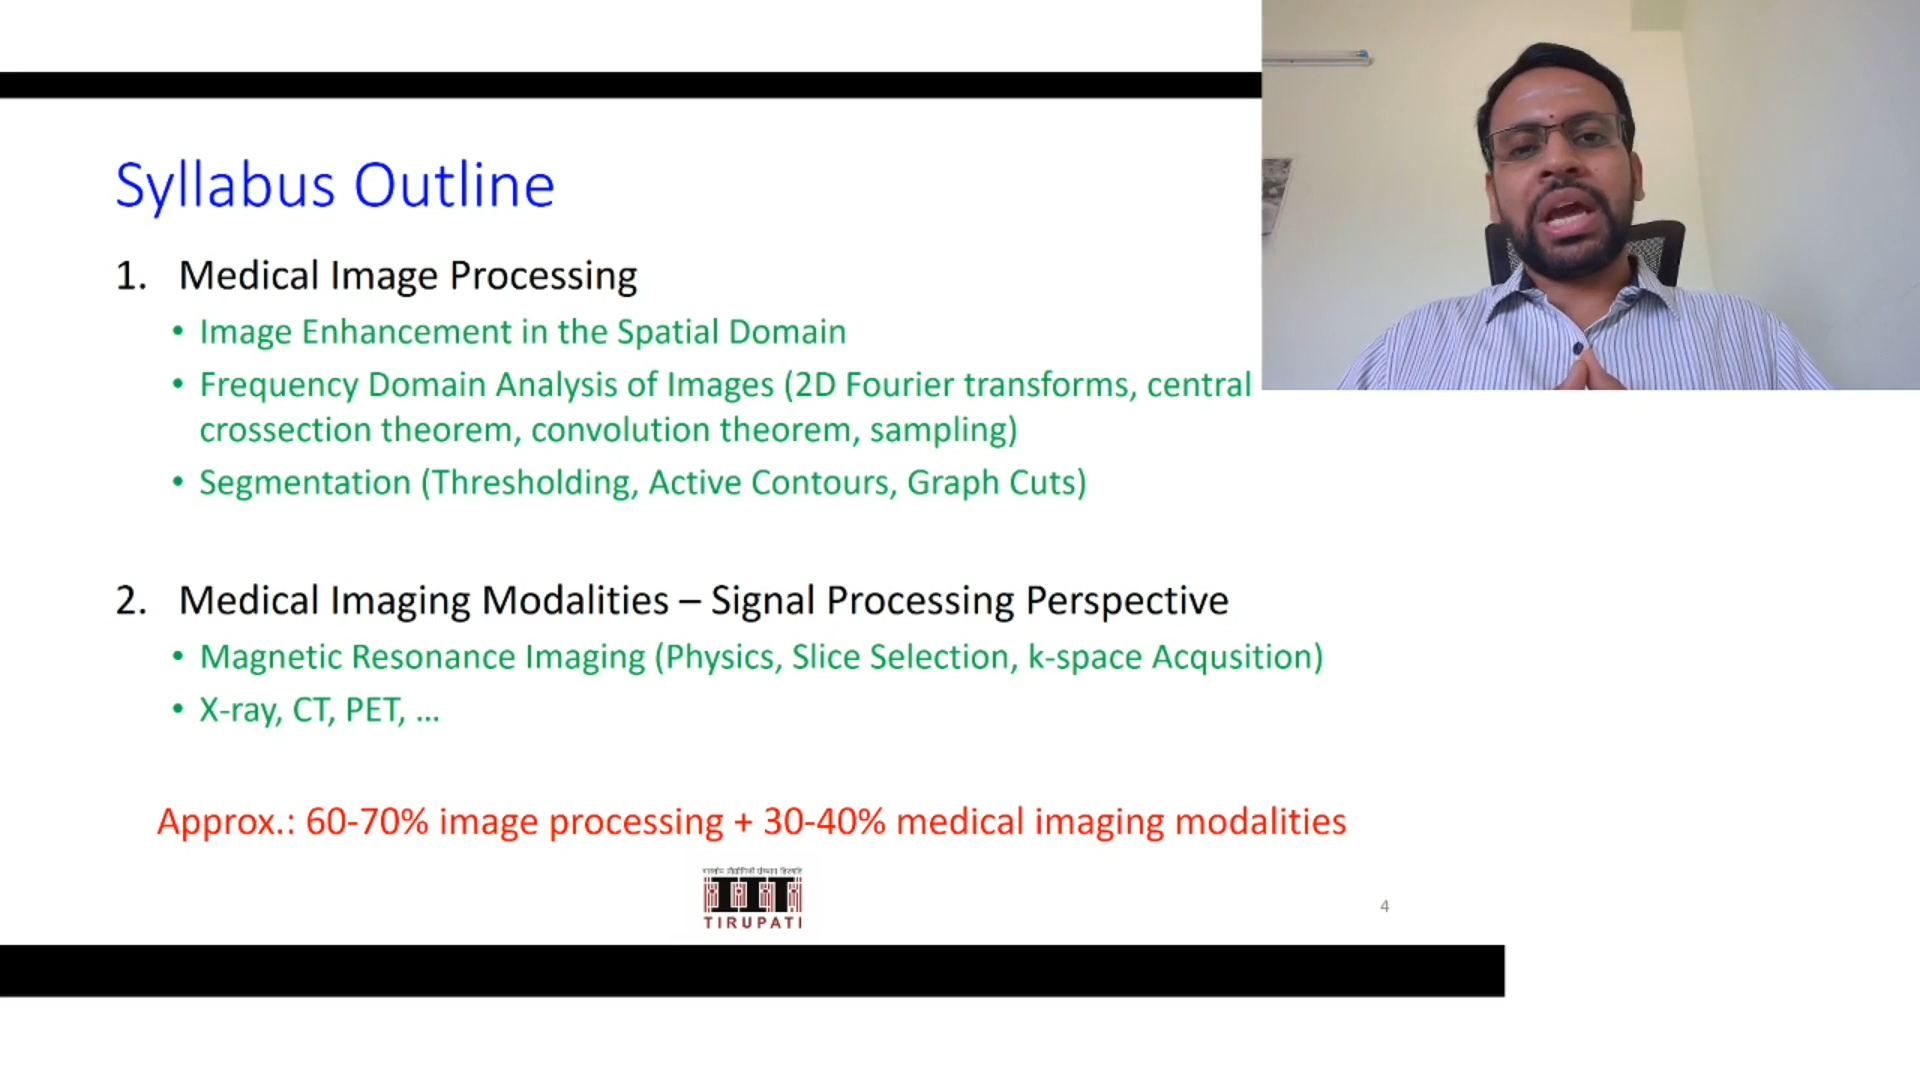 Syllabus Outline
1. Medical Image Processing
• Image Enhancement in the Spatial Domain
• Frequency Domain Analysis of Images (2D Fourier transforms, central
crossection theorem, convolution theorem, sampling)
• Segmentation (Thresholding, Active Contours, Graph Cuts)
2. Medical Imaging Modalities – Signal Processing Perspective
• Magnetic Resonance Imaging (Physics, Slice Selection, k-space Acqusition)
• X-ray, CT, PET, ...
Approx.: 60-70% image processing + 30-40% medical imaging modalities
भारतीय प्रौद्योगिकी संस्थान तिरुपति
TIRUPATI
4